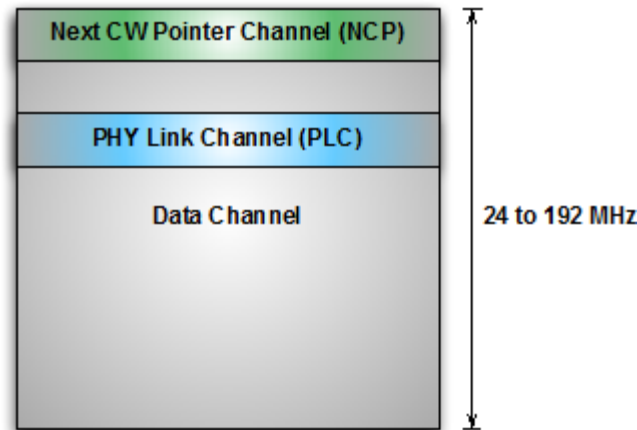 Next CW Pointer Channel (NCP)
PHY Link Channel (PLC)
Data Channel
24 to 192 MHz